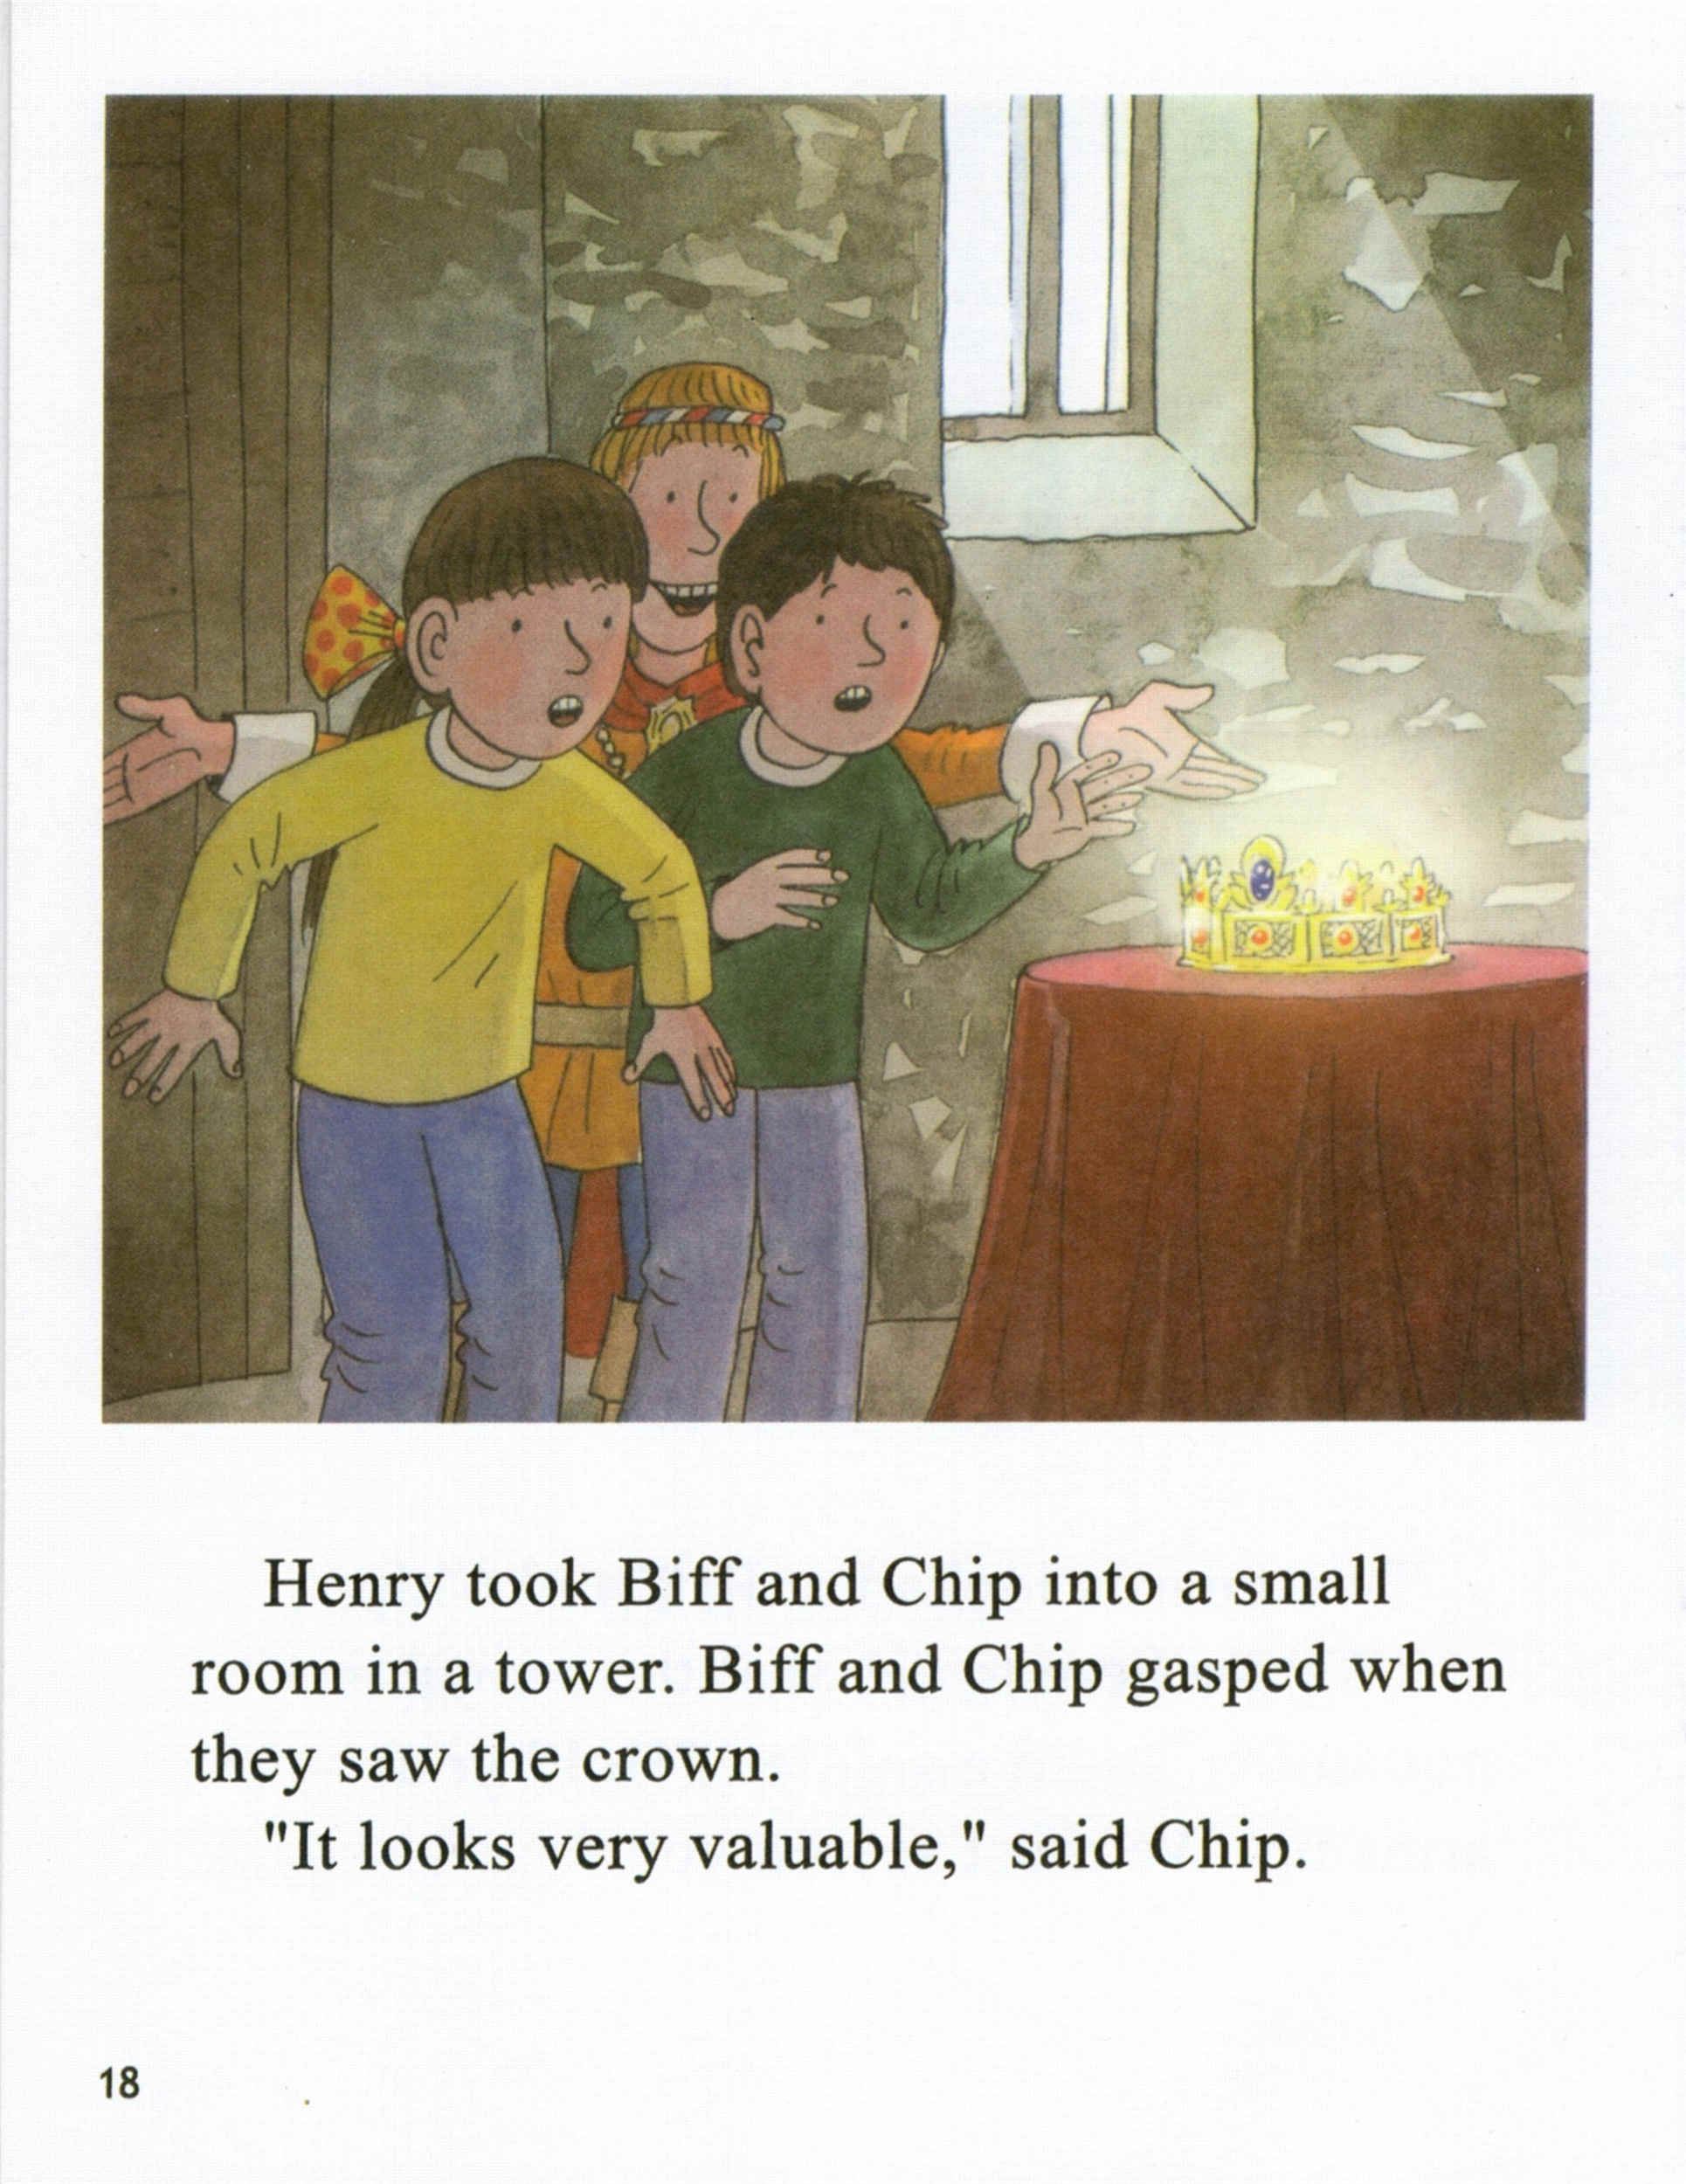 Henry took Biff and Chip into a small
room in a tower. Biff and Chip gasped when
they saw the crown.
"It looks very valuable," said Chip.
18